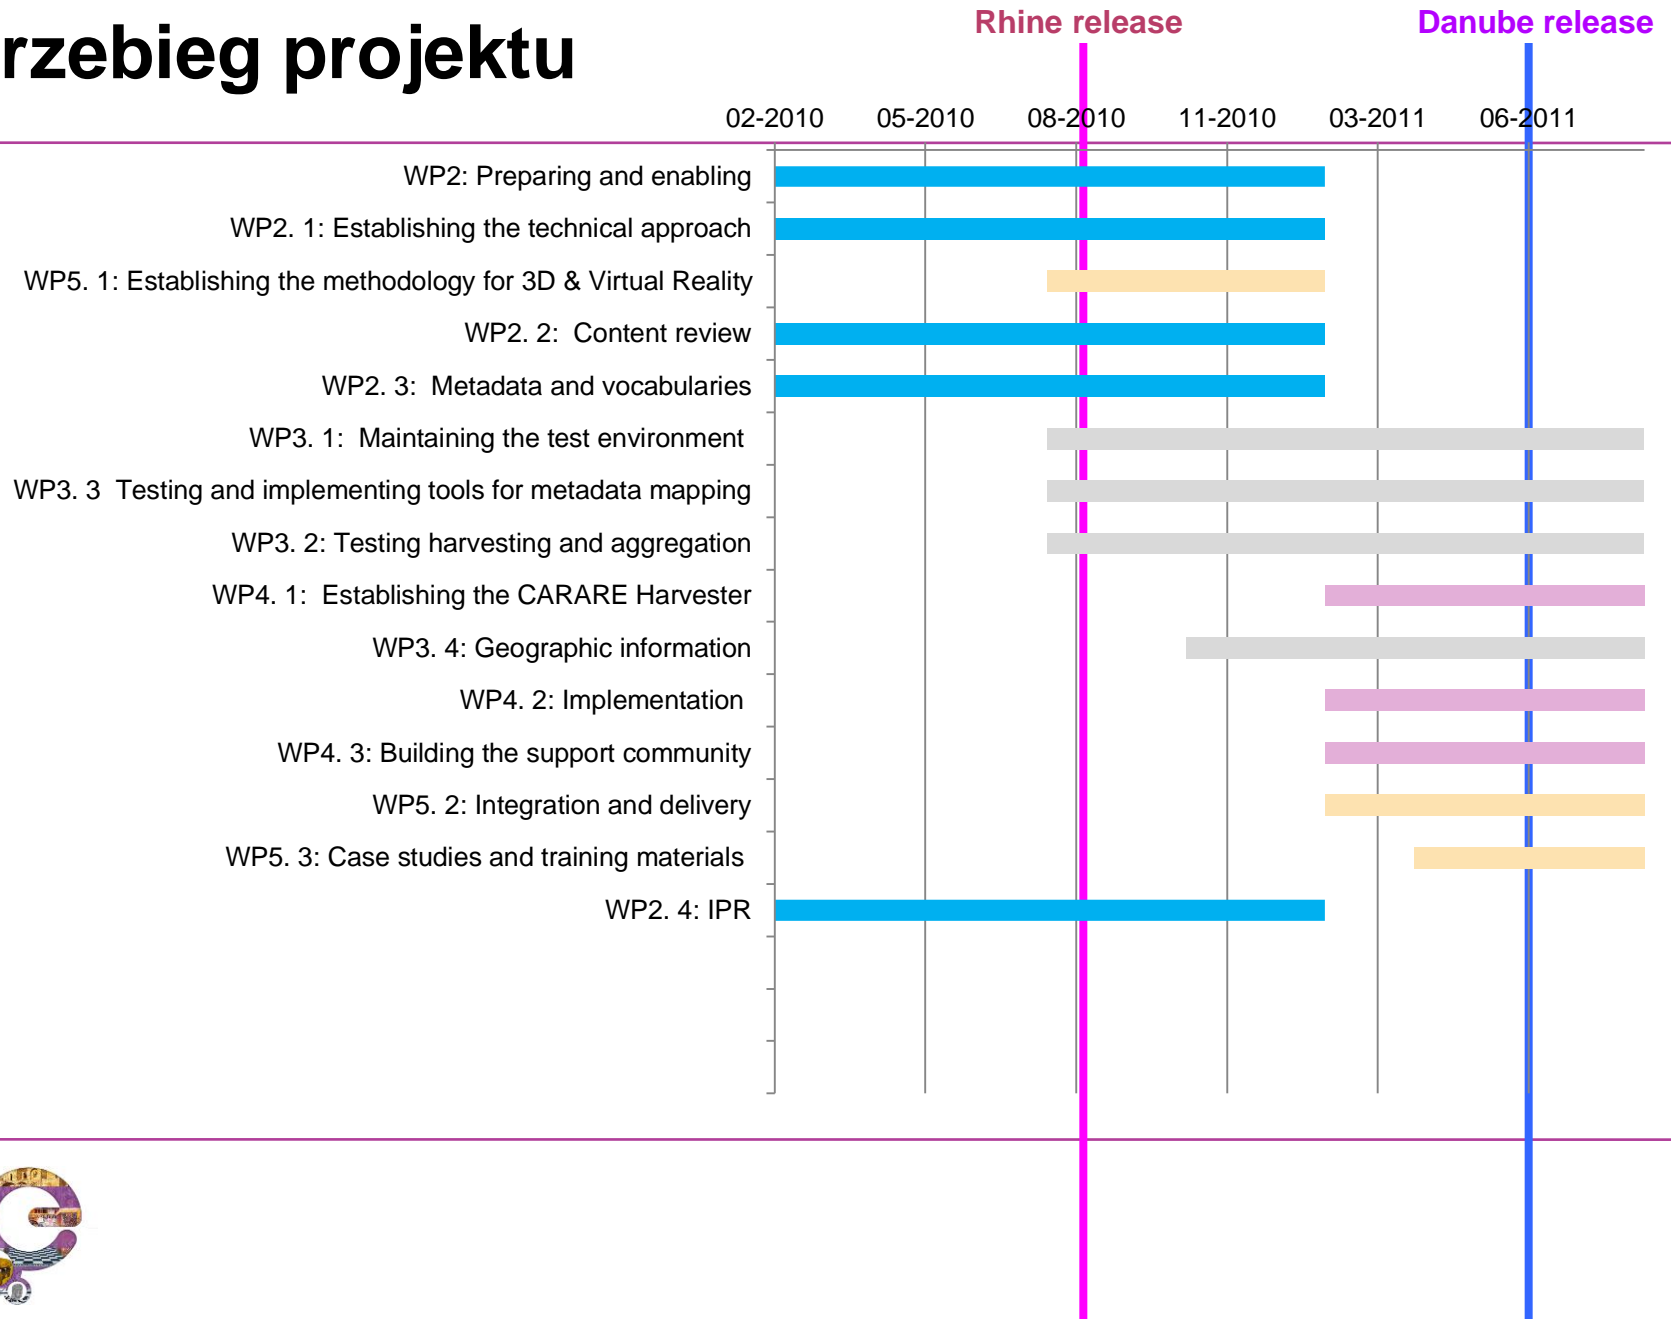 rzebieg projektu
Rhine release
Danube release
02-2010 05-2010 08-2010 11-2010 03-2011 06-2011
WP2: Preparing and enabling
WP2. 1: Establishing the technical approach
WP5. 1: Establishing the methodology for 3D & Virtual Reality
WP2. 2: Content review
WP2. 3: Metadata and vocabularies
WP3. 1: Maintaining the test environment
WP3. 3 Testing and implementing tools for metadata mapping
WP3. 2: Testing harvesting and aggregation
WP4. 1: Establishing the CARARE Harvester
WP3. 4: Geographic information
WP4. 2: Implementation
WP4. 3: Building the support community
WP5. 2: Integration and delivery
WP5. 3: Case studies and training materials
WP2. 4: IPR